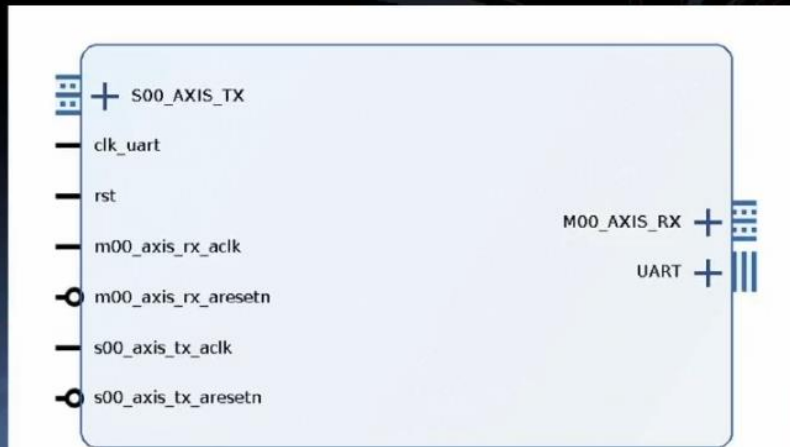 S00_AXIS_TX
clk_uart
rst
m00_axis_rx_aclk
m00_axis_rx_aresetn
s00_axis_tx_aclk
s00_axis_tx_aresetn
M00_AXIS_RX
UART